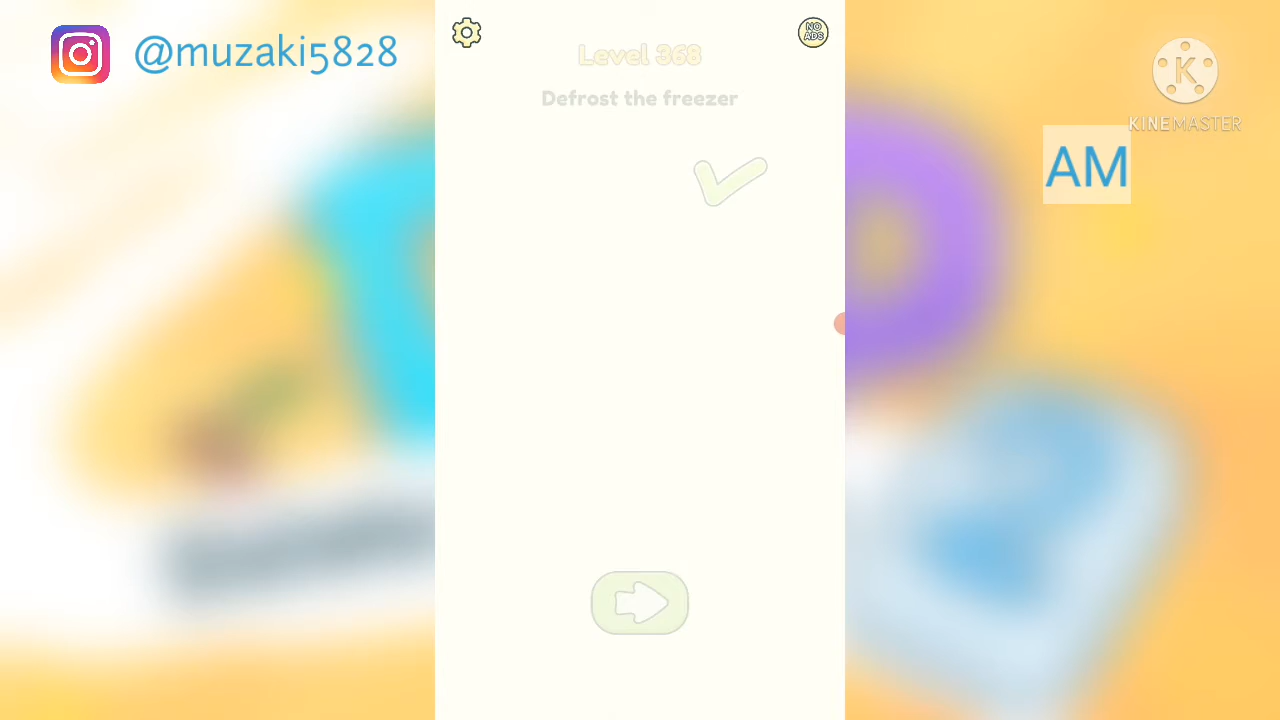 @muzaki5828
NO
ADS
Level 368
Defrost the freezer
KINEMASTER
AM